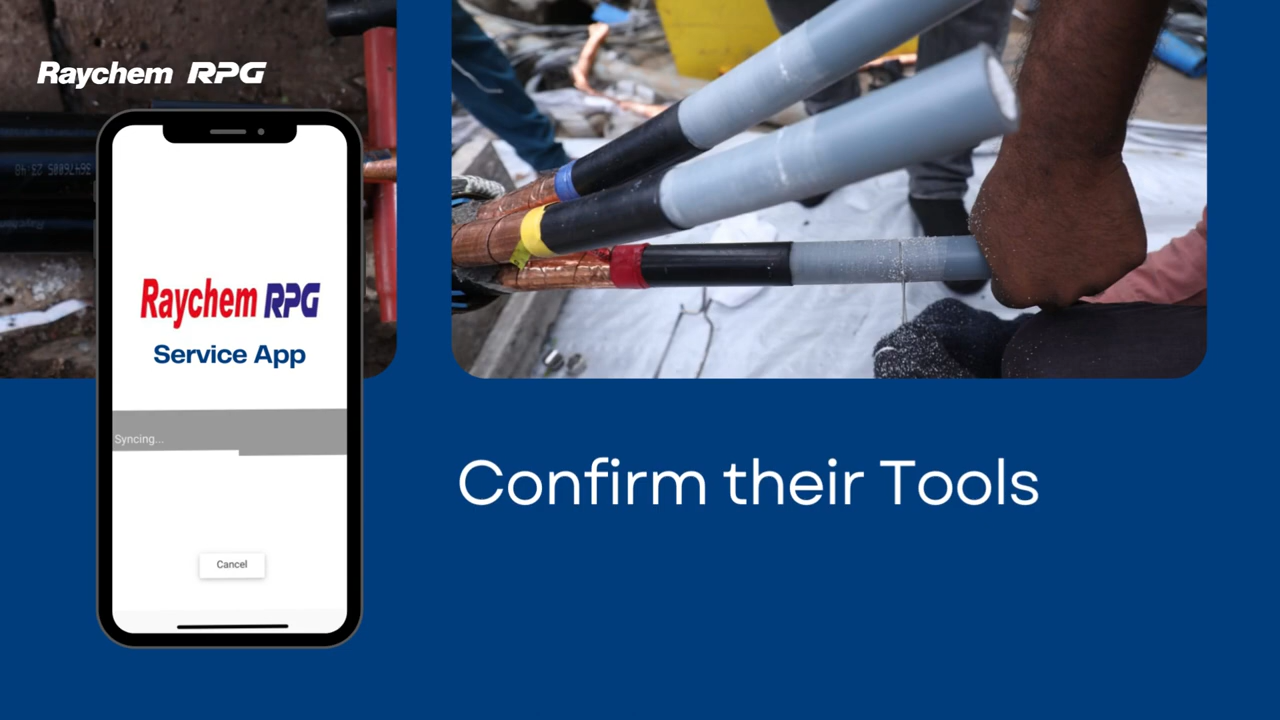 Raychem RPG
Raychem RPG
Service App
Syncing...
Cancel
Confirm their Tools